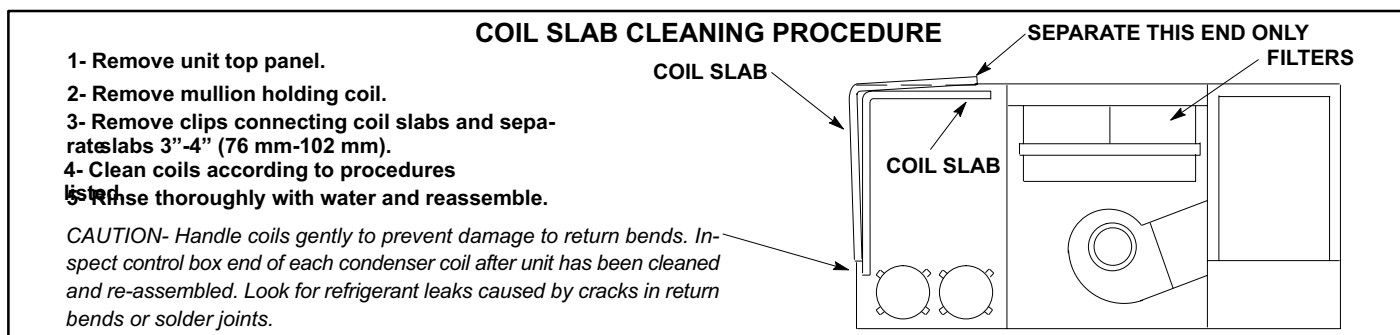 COIL SLAB CLEANING PROCEDURE
1- Remove unit top panel.
2- Remove mullion holding coil.
3- Remove clips connecting coil slabs and sepa-
rate slabs 3”-4” (76 mm-102 mm).
4- Clean coils according to procedures
listed
5- Rinse thoroughly with water and reassemble.
CAUTION- Handle coils gently to prevent damage to return bends. In-
spect control box end of each condenser coil after unit has been cleaned
and re-assembled. Look for refrigerant leaks caused by cracks in return
bends or solder joints.
COIL SLAB
SEPARATE THIS END ONLY
FILTERS
COIL SLAB